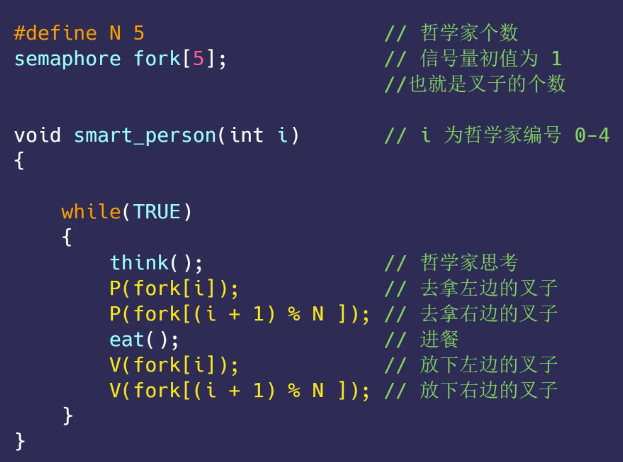 #define N 5 // 哲学家个数
semaphore fork[5]; // 信号量初值为 1
//也就是叉子的个数
void smart_person(int i) // i 为哲学家编号 0-4
{
while(TRUE)
{
think(); // 哲学家思考
P(fork[i]); // 去拿左边的叉子
P(fork[(i + 1) % N ]); // 去拿右边的叉子
eat(); // 进餐
V(fork[i]); // 放下左边的叉子
V(fork[(i + 1) % N ]); // 放下右边的叉子
}
}